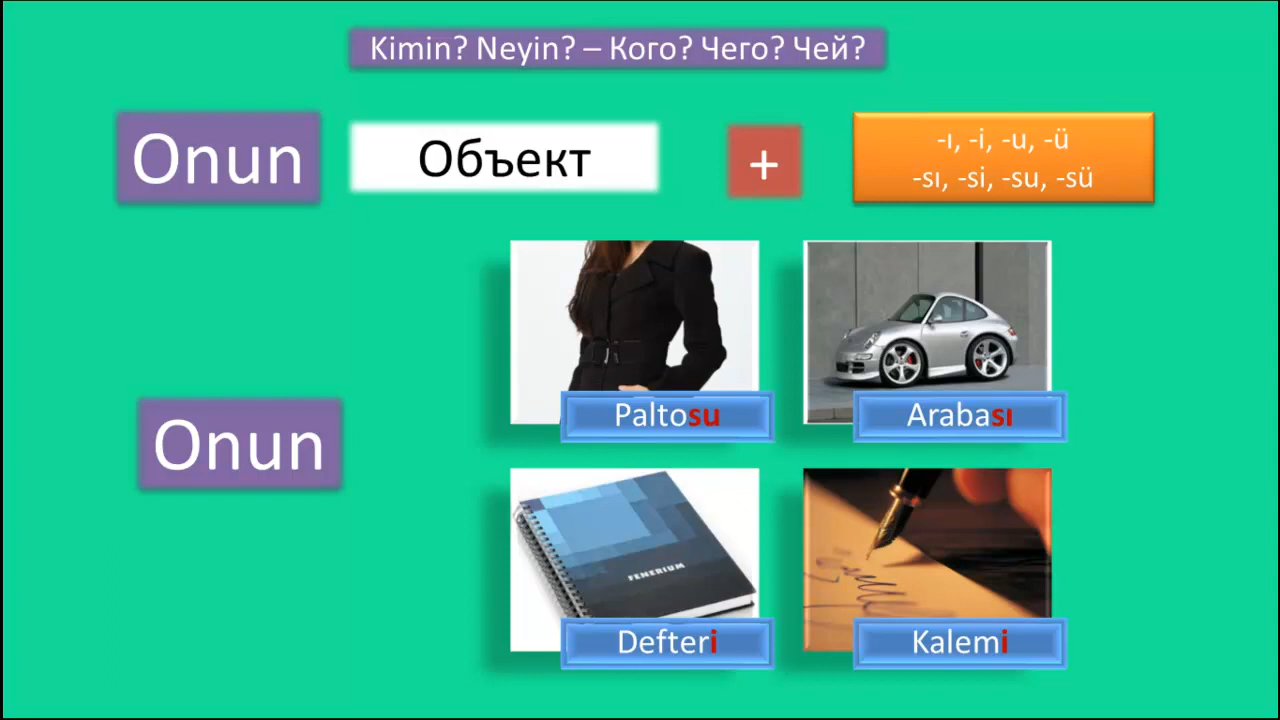 Kimin? Neyin? – Кого? Чего? Чей?
Onun
Объект
+
-ı, -i, -u, -ü
-sı, -si, -su, -sü
Onun
Paltosu
Arabası
FENERIUM
Defteri
Kalemi